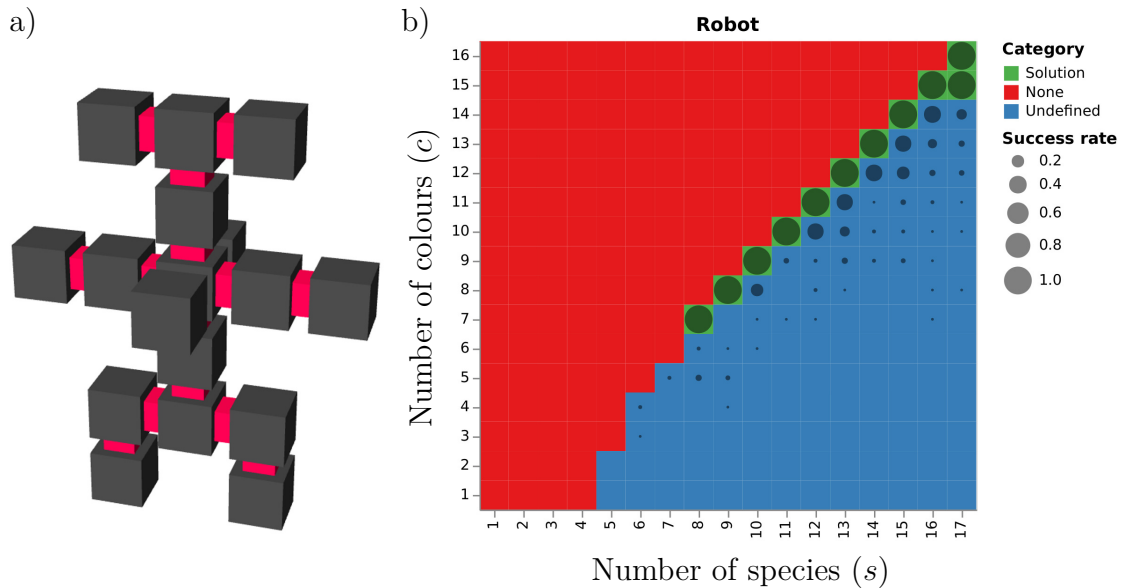 a)
b)
Robot
Number of colours (c)
16
15
14
13
12
11
10
9
8
7
6
5
4
3
2
1
1 2 3 4 5 6 7 8 9 10 11 12 13 14 15 16 17
Number of species (s)
Category
Solution
None
Undefined
Success rate
0.2
0.4
0.6
0.8
1.0